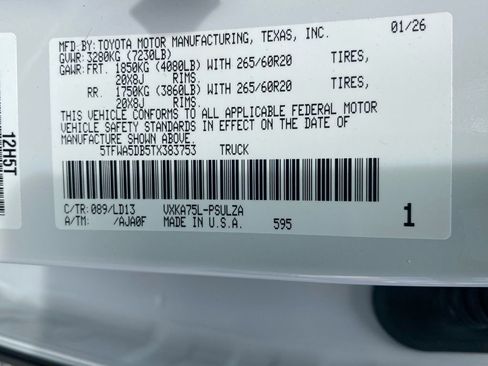 MFD.BY: TOYOTA MOTOR MANUFACTURING, TEXAS, INC. 01/26
GVWR: 3280KG (7230LB)
GAWR: FRT. 1850KG (4080LB) WITH 265/60R20 TIRES,
20X8J RIMS,
RR. 1750KG (3860LB) WITH 265/60R20 TIRES,
20X8J RIMS.
THIS VEHICLE CONFORMS TO ALL APPLICABLE FEDERAL MOTOR
VEHICLE SAFETY STANDARDS IN EFFECT ON THE DATE OF
MANUFACTURE SHOWN ABOVE.
5TFWA5DB5TX383753 TRUCK
C/TR: 089/LD13 VXKA75L-PSULZA
A/TM: /AJA0F MADE IN U.S.A. 595 1
12H5T